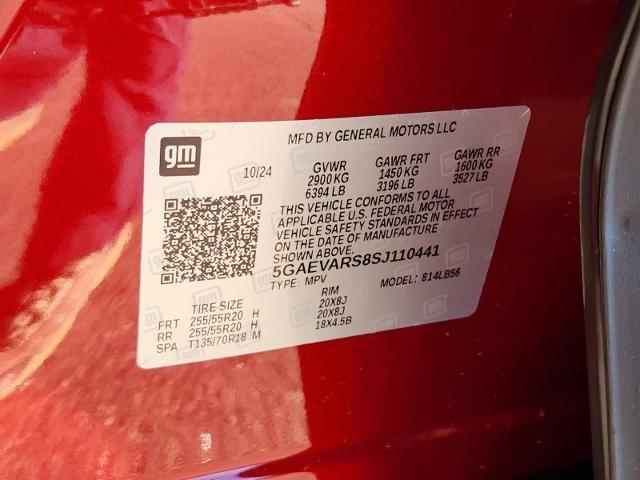 MFD BY GENERAL MOTORS LLC
gm
10/24
GVWR GAWR FRT GAWR RR
2900 KG 1450 KG 1600 KG
6394 LB 3196 LB 3527 LB
THIS VEHICLE CONFORMS TO ALL
APPLICABLE U.S. FEDERAL MOTOR
VEHICLE SAFETY STANDARDS IN EFFECT
ON THE DATE OF MANUFACTURE
SHOWN ABOVE.
5GAEVARS8SJ110441
TYPE: MPV MODEL: 814LB56
TIRE SIZE RIM
FRT 255/55R20 H 20X8J
RR 255/55R20 H 20X8J
SPA T135/70R18 M 18X4.5B